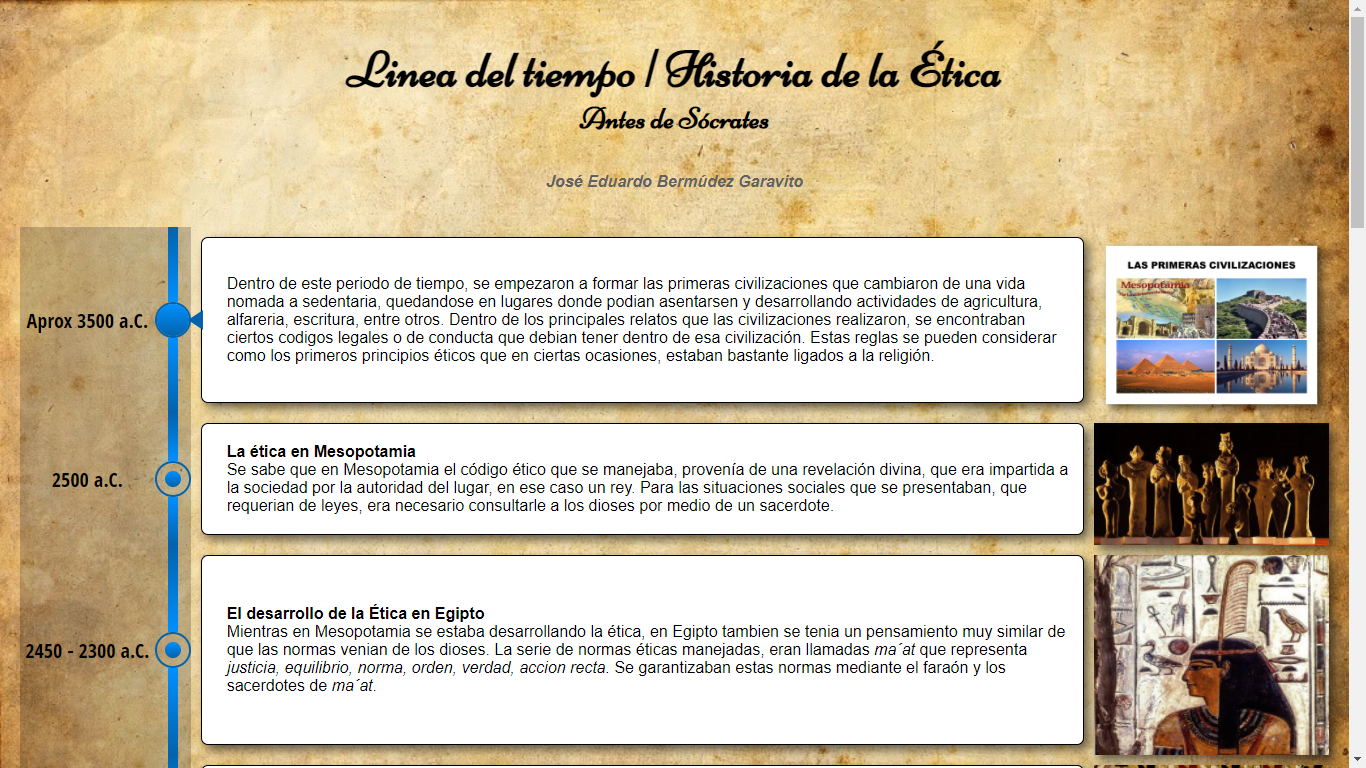 Linea del tiempo / Historia de la Ética
Antes de Sócrates
José Eduardo Bermúdez Garavito
Aprox 3500 a.C.
Dentro de este periodo de tiempo, se empezaron a formar las primeras civilizaciones que cambiaron de una vida
nomada a sedentaria, quedandose en lugares donde podian asentarsen y desarrollando actividades de agricultura,
alfareria, escritura, entre otros. Dentro de los principales relatos que las civilizaciones realizaron, se encontraban
ciertos codigos legales o de conducta que debian tener dentro de esa civilización. Estas reglas se pueden considerar
como los primeros principios éticos que en ciertas ocasiones, estaban bastante ligados a la religión.
LAS PRIMERAS CIVILIZACIONES
Mesopotamia
2500 a.C.
La ética en Mesopotamia
Se sabe que en Mesopotamia el código ético que se manejaba, provenía de una revelación divina, que era impartida a
la sociedad por la autoridad del lugar, en ese caso un rey. Para las situaciones sociales que se presentaban, que
requerian de leyes, era necesario consultarle a los dioses por medio de un sacerdote.
2450 - 2300 a.C.
El desarrollo de la Ética en Egipto
Mientras en Mesopotamia se estaba desarrollando la ética, en Egipto tambien se tenia un pensamiento muy similar de
que las normas venian de los dioses. La serie de normas éticas manejadas, eran llamadas ma´at que representa
justicia, equilibrio, norma, orden, verdad, accion recta. Se garantizaban estas normas mediante el faraón y los
sacerdotes de ma´at.